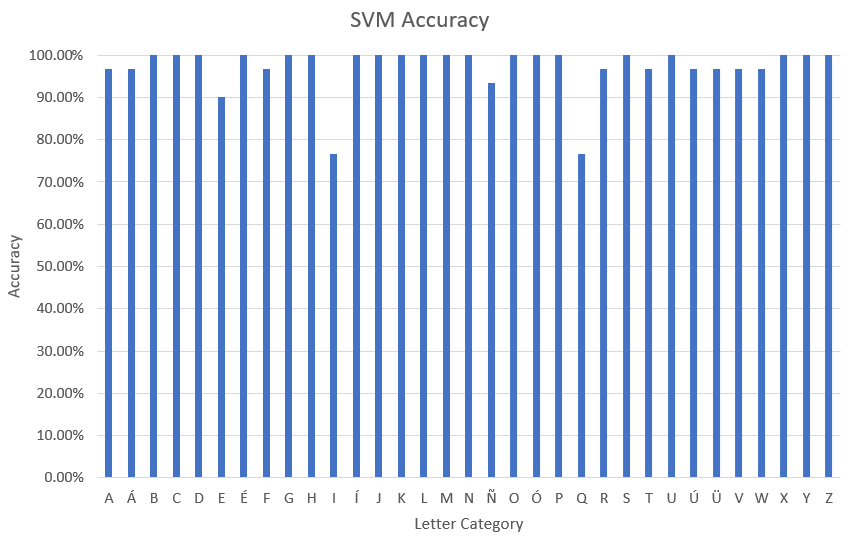 SVM Accuracy
100.00%
90.00%
80.00%
70.00%
60.00%
50.00%
40.00%
30.00%
20.00%
10.00%
0.00%
Accuracy
A Á B C D E É F G H I Í J K L M N Ñ O Ó P Q R S T U Ú Ü V W X Y Z
Letter Category